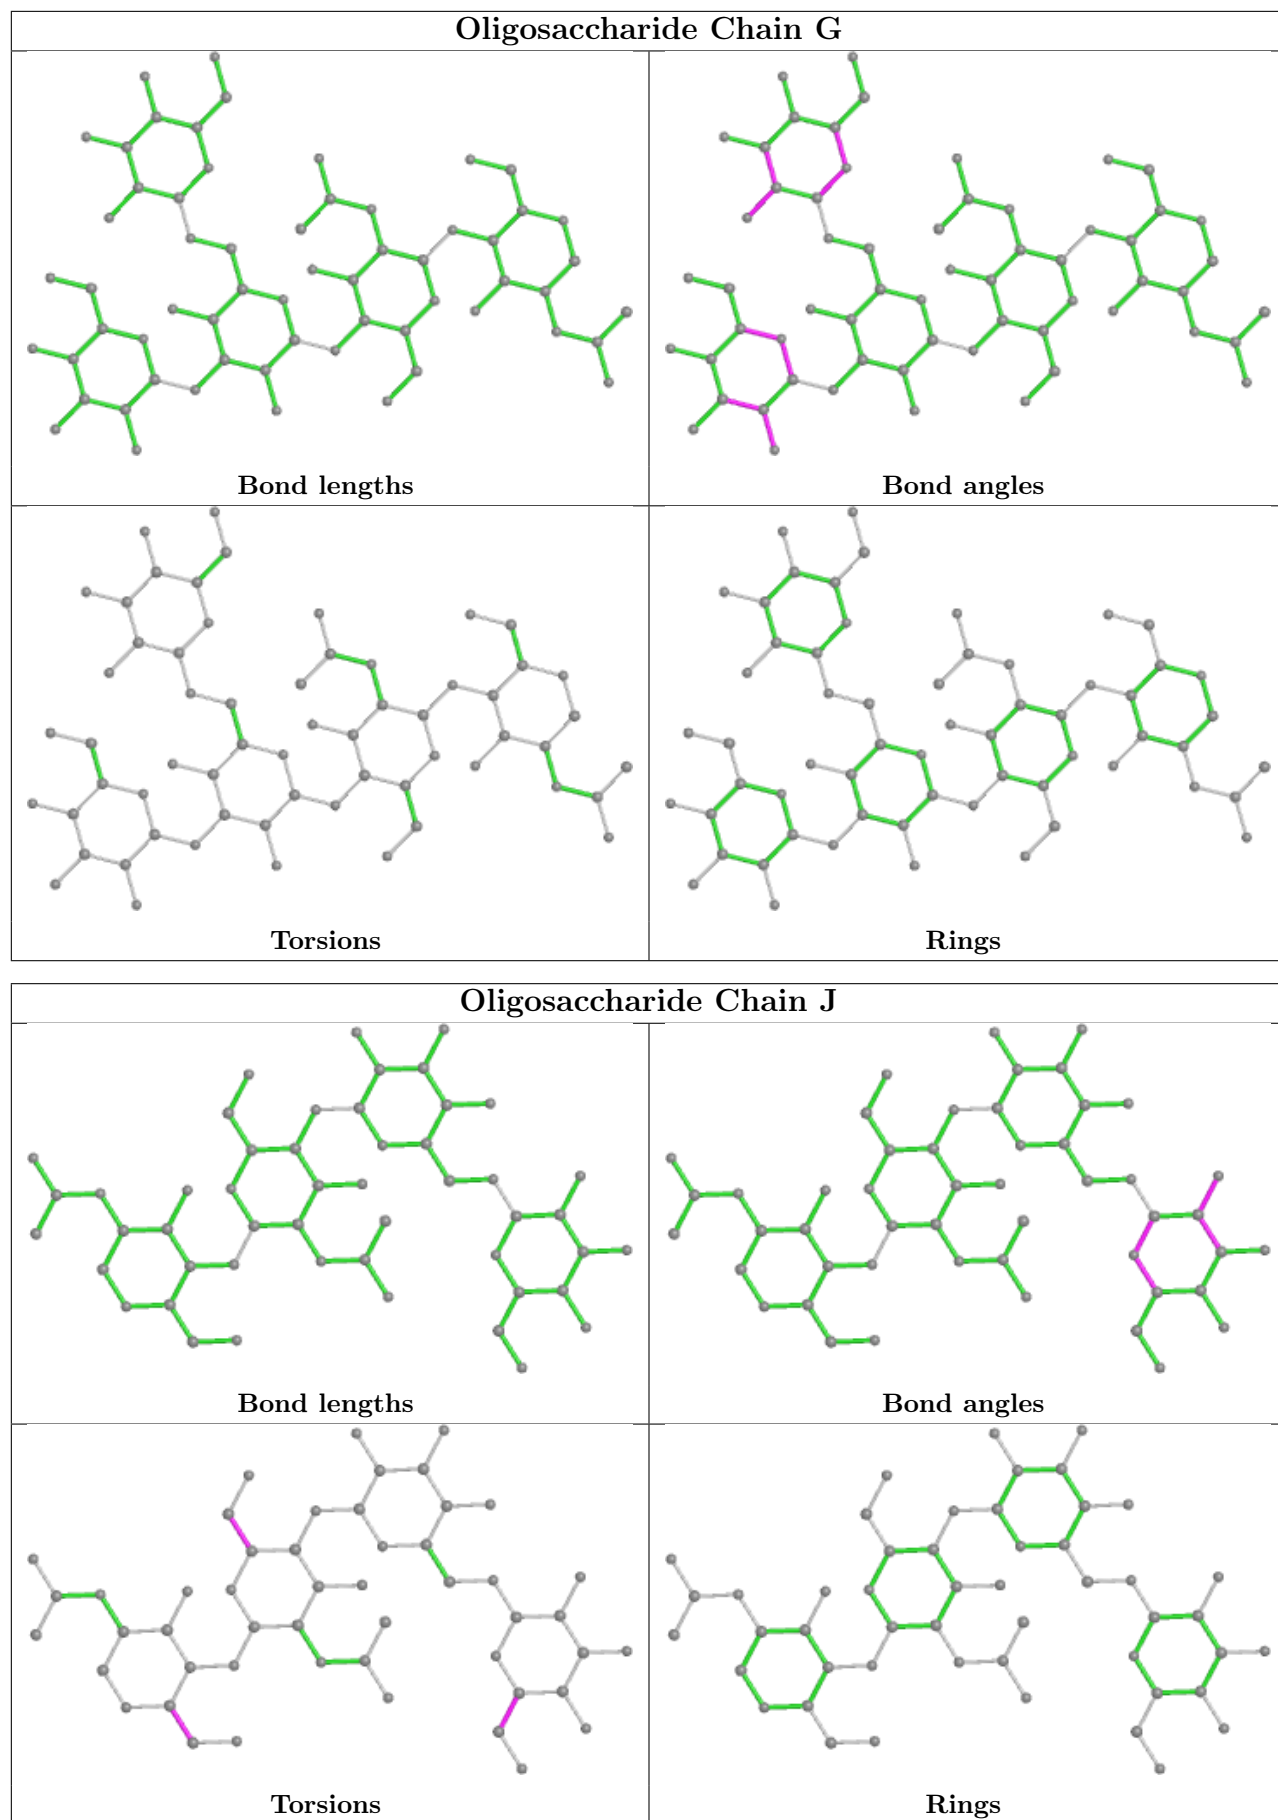 Oligosaccharide Chain G
Bond lengths
Bond angles
Torsions
Rings
Oligosaccharide Chain J
Bond lengths
Bond angles
Torsions
Rings